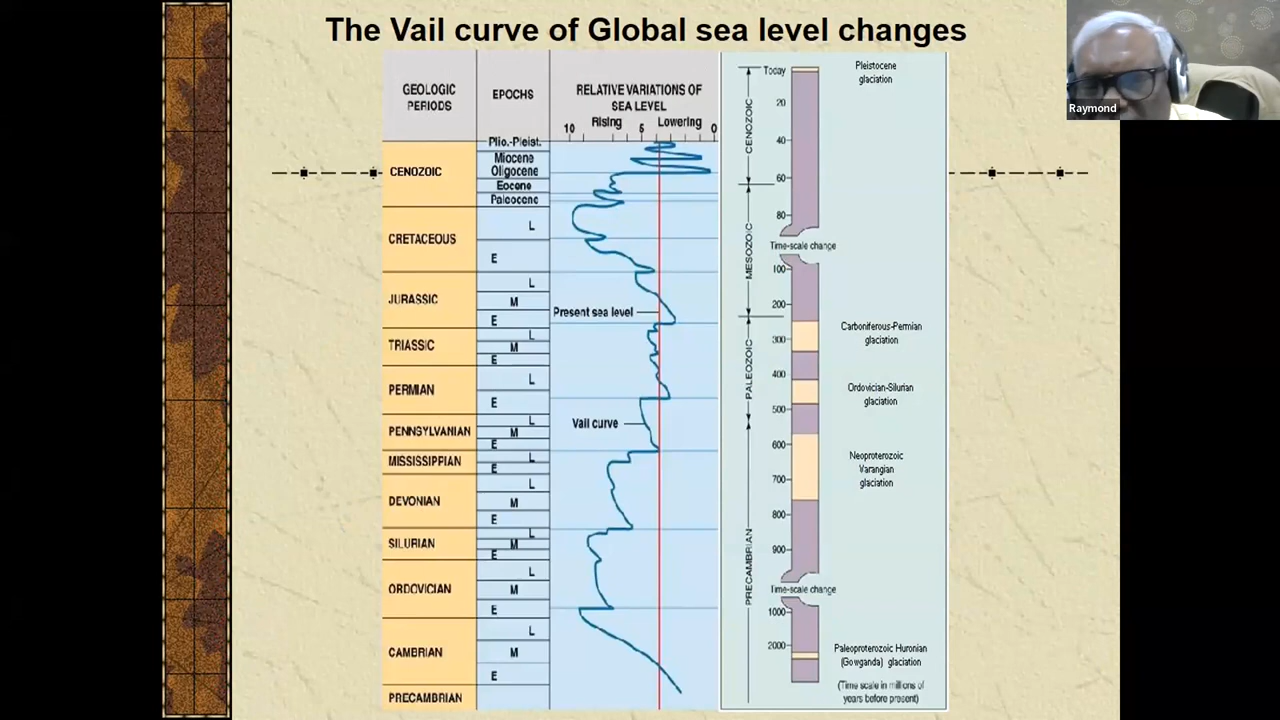 The Vail curve of Global sea level changes
Raymond
GEOLOGIC
PERIODS
EPOCHS
RELATIVE VARIATIONS OF
SEA LEVEL
Rising Lowering
10 5 0
Plio.-Pleist.
CENOZOIC
Miocene
Oligocene
Eocene
Paleocene
CRETACEOUS
L
E
JURASSIC
L
M
E
Present sea level
TRIASSIC
L
M
E
PERMIAN
L
E
Vail curve
PENNSYLVANIAN
L
M
E
MISSISSIPPIAN
L
E
DEVONIAN
L
M
E
SILURIAN
L
M
E
ORDOVICIAN
L
M
E
CAMBRIAN
L
M
E
PRECAMBRIAN
CENOZOIC
MESOZOIC
PALEOZOIC
PRECAMBRIAN
Today
20
40
60
80
Time-scale change
100
200
300
400
500
600
700
800
900
Time-scale change
1000
2000
Pleistocene
glaciation
Carboniferous-Permian
glaciation
Ordovician-Silurian
glaciation
Neoproterozoic
Varangian
glaciation
Paleoproterozoic Huronian
(Gowganda) glaciation
(Time scale in millions of
years before present)